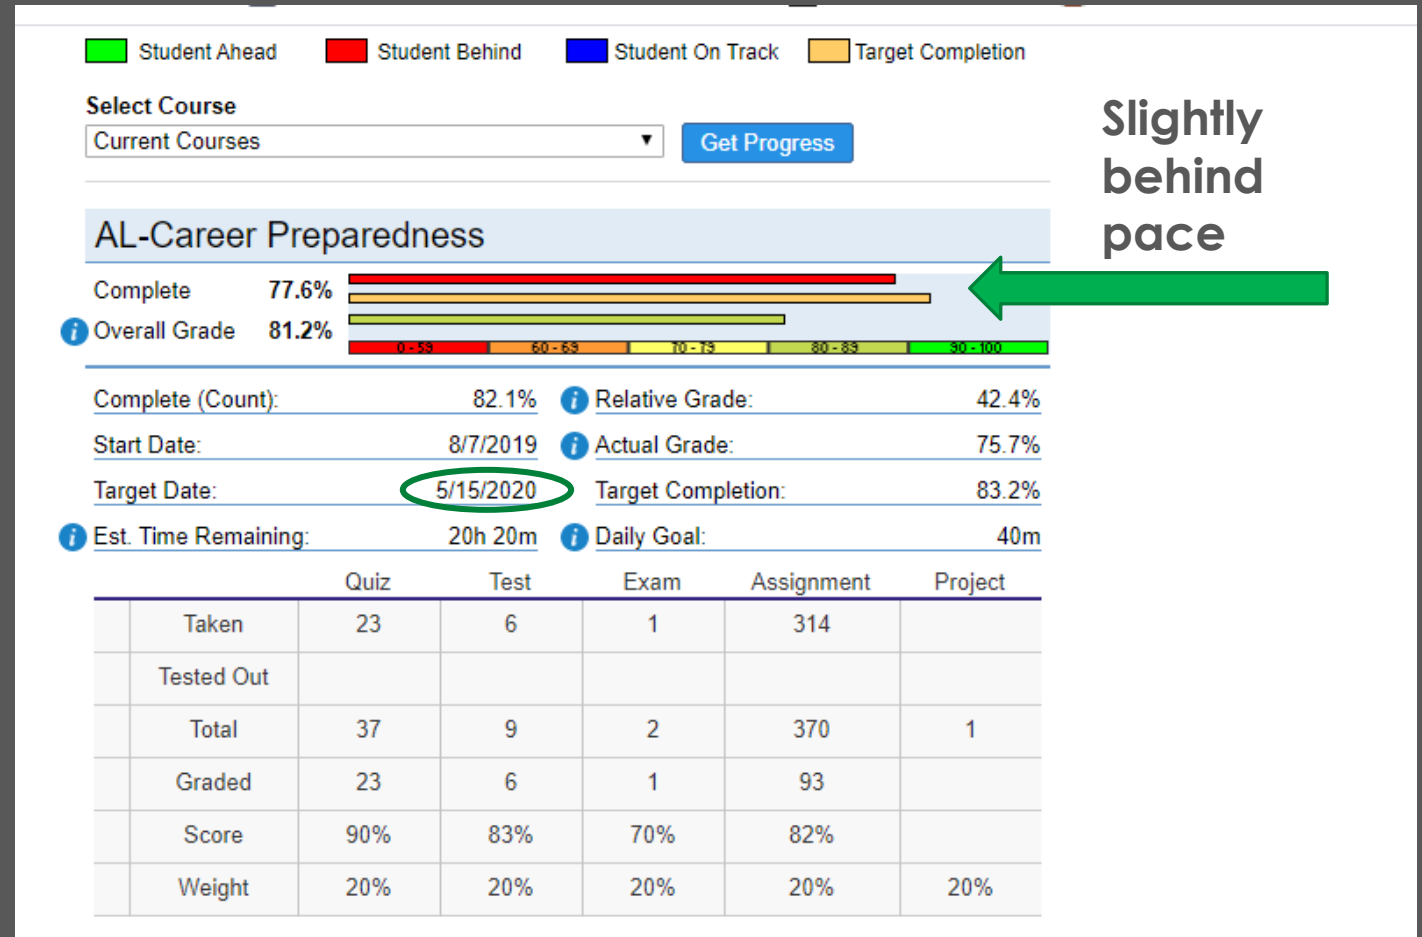 Student Ahead Student Behind Student On Track Target Completion
Select Course
Current Courses Get Progress
Slightly
behind
pace
AL-Career Preparedness
Complete 77.6%
i Overall Grade 81.2%
0 - 59 60 - 69 70 - 79 80 - 89 90 - 100
Complete (Count): 82.1% i Relative Grade: 42.4%
Start Date: 8/7/2019 i Actual Grade: 75.7%
Target Date: 5/15/2020 Target Completion: 83.2%
i Est. Time Remaining: 20h 20m i Daily Goal: 40m
Quiz Test Exam Assignment Project
Taken 23 6 1 314
Tested Out
Total 37 9 2 370 1
Graded 23 6 1 93
Score 90% 83% 70% 82%
Weight 20% 20% 20% 20% 20%